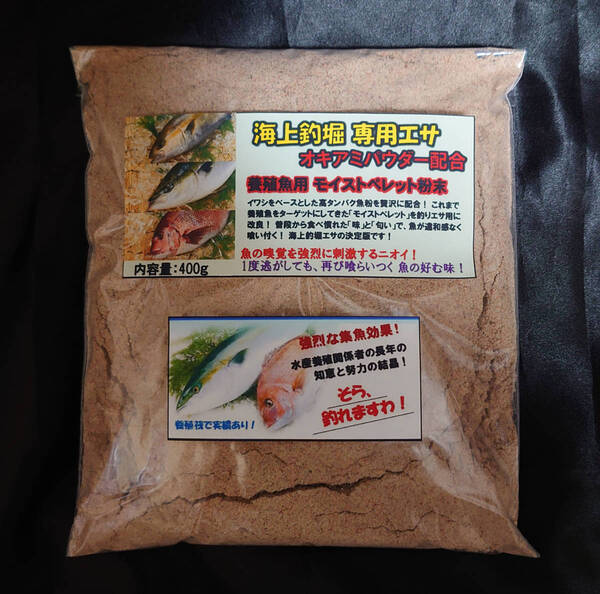 海上釣堀 専用エサ
オキアミパウダー配合
養殖魚用 モイストペレット粉末
イワシをベースとした高タンパク魚粉を贅沢に配合！ これまで
養殖魚をターゲットにしてきた「モイストペレット」を釣りエサ用に
改良！ 普段から食べ慣れた「味」と「匂い」で、魚が違和感なく
喰い付く！ 海上釣堀エサの決定版です！
魚の嗅覚を強烈に刺激するニオイ！
1度逃がしても、再び喰らいつく 魚の好む味！
内容量：400g
強烈な集魚効果！
水産養殖関係者の長年の
知恵と努力の結晶！
そら、
釣れますわ！
養殖筏で実績あり！